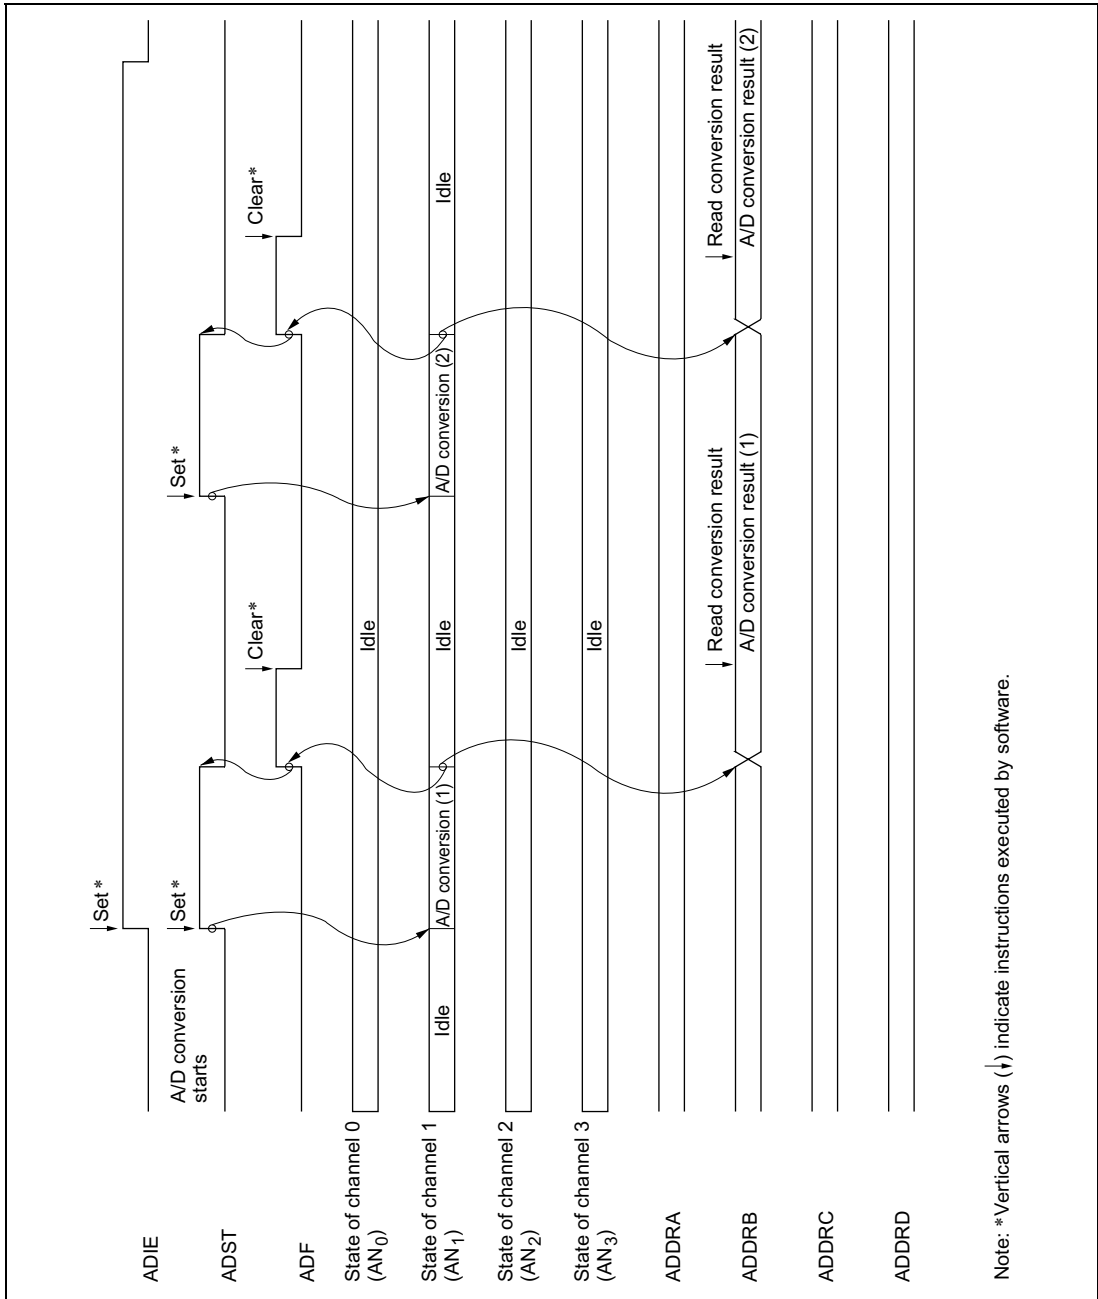 Set*
ADIE
A/D conversion
starts
Set*
Set*
ADST
Clear*
Clear*
ADF
State of channel 0
(AN0)
Idle
State of channel 1
(AN1)
Idle
A/D conversion (1)
Idle
A/D conversion (2)
Idle
State of channel 2
(AN2)
Idle
State of channel 3
(AN3)
Idle
ADDRA
Read conversion result
Read conversion result
ADDRB
A/D conversion result (1)
A/D conversion result (2)
ADDRC
ADDRD
Note: *Vertical arrows (↓) indicate instructions executed by software.